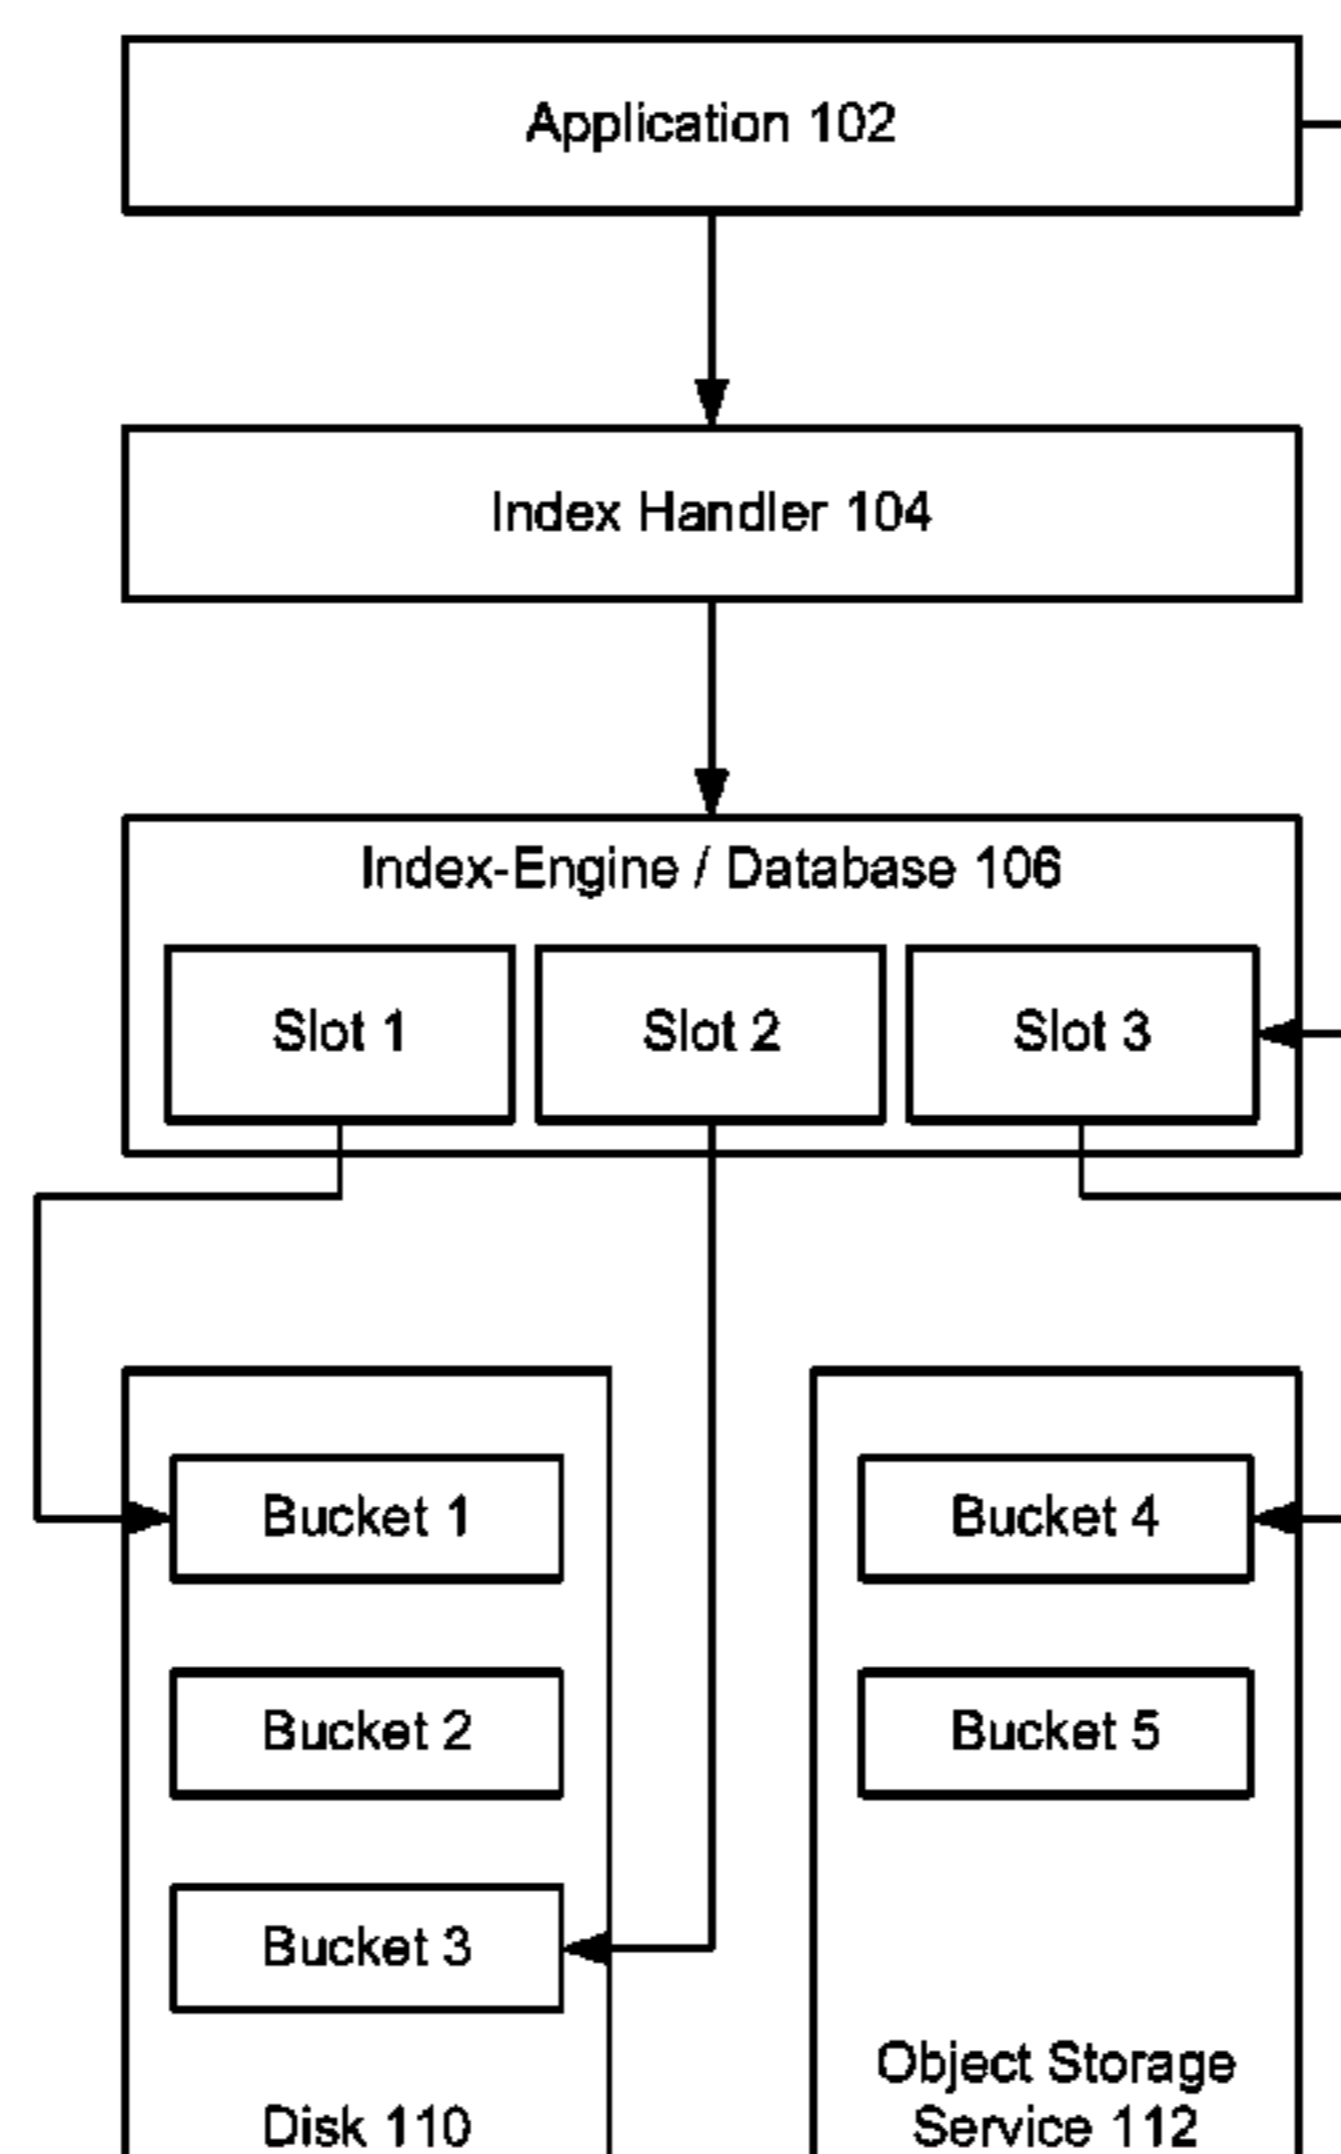 Application 102
Index Handler 104
Index-Engine / Database 106
Slot 1
Slot 2
Slot 3
Bucket 1
Bucket 2
Bucket 3
Disk 110
Bucket 4
Bucket 5
Object Storage
Service 112